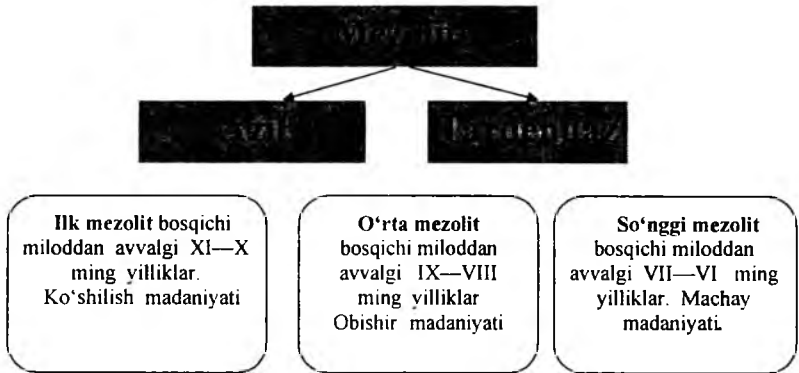 Ilk mezolit bosqichi
miloddan avvalgi XI—X
ming yilliklar.
Ko‘shilish madaniyati
O‘rta mezolit
bosqichi miloddan
avvalgi IX—VIII
ming yilliklar
Obishir madaniyati
So‘nggi mezolit
bosqichi miloddan
avvalgi VII—VI ming
yilliklar. Machay
madaniyati.